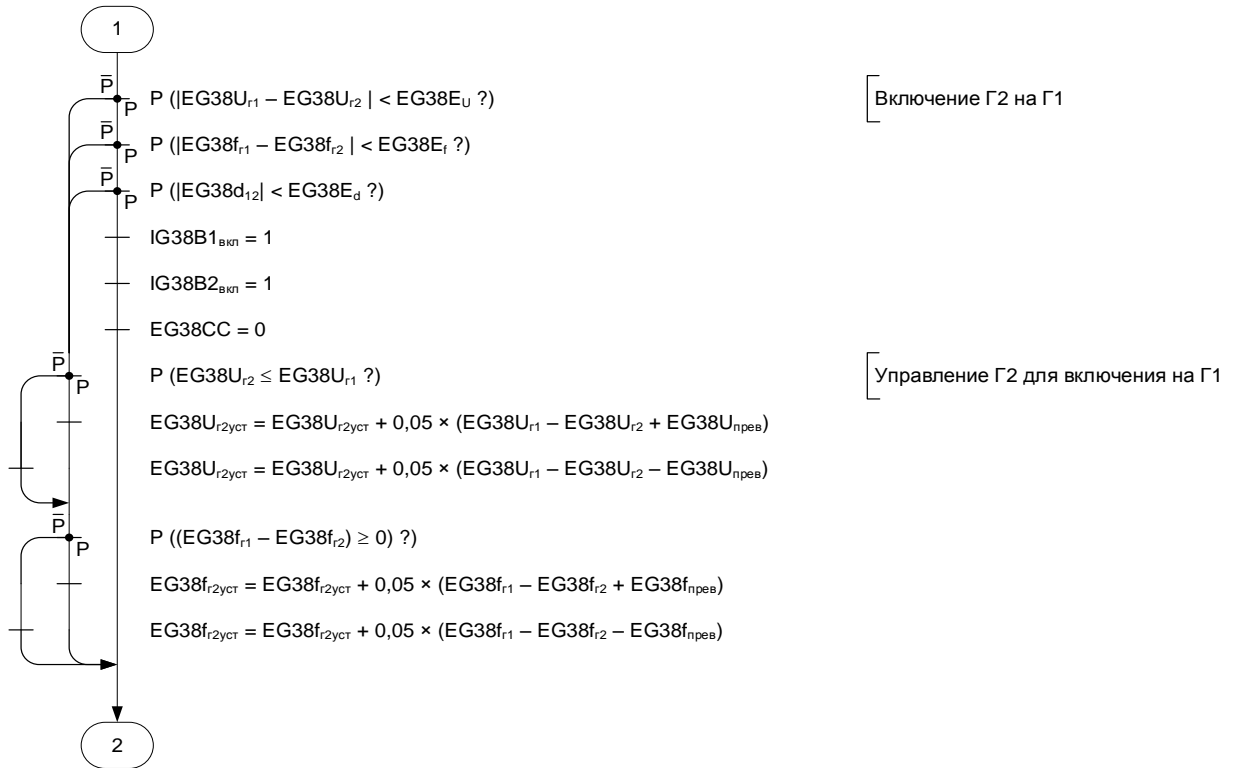 1
P̅
P
P (|EG38Uг1 – EG38Uг2 | < EG38EU ?)
Включение Г2 на Г1
P̅
P
P (|EG38fг1 – EG38fг2 | < EG38Ef ?)
P̅
P
P (|EG38d12| < EG38Ed ?)
IG38B1вкл = 1
IG38B2вкл = 1
EG38CC = 0
P̅
P
P (EG38Uг2 ≤ EG38Uг1 ?)
Управление Г2 для включения на Г1
EG38Uг2уст = EG38Uг2уст + 0,05 × (EG38Uг1 – EG38Uг2 + EG38Uпрев)
EG38Uг2уст = EG38Uг2уст + 0,05 × (EG38Uг1 – EG38Uг2 – EG38Uпрев)
P̅
P
P ((EG38fг1 – EG38fг2) ≥ 0) ?)
EG38fг2уст = EG38fг2уст + 0,05 × (EG38fг1 – EG38fг2 + EG38fпрев)
EG38fг2уст = EG38fг2уст + 0,05 × (EG38fг1 – EG38fг2 – EG38fпрев)
2